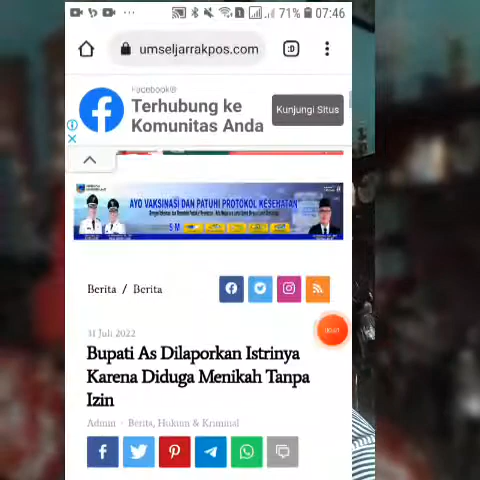 71% 07:46
umseljarrakpos.com
:D
Facebook®
Terhubung ke
Komunitas Anda
Kunjungi Situs
AYO VAKSINASI DAN PATUHI PROTOKOL KESEHATAN
5 M
Berita / Berita
31 Juli 2022
Bupati As Dilaporkan Istrinya
Karena Diduga Menikah Tanpa
Izin
Admin - Berita, Hukum & Kriminal